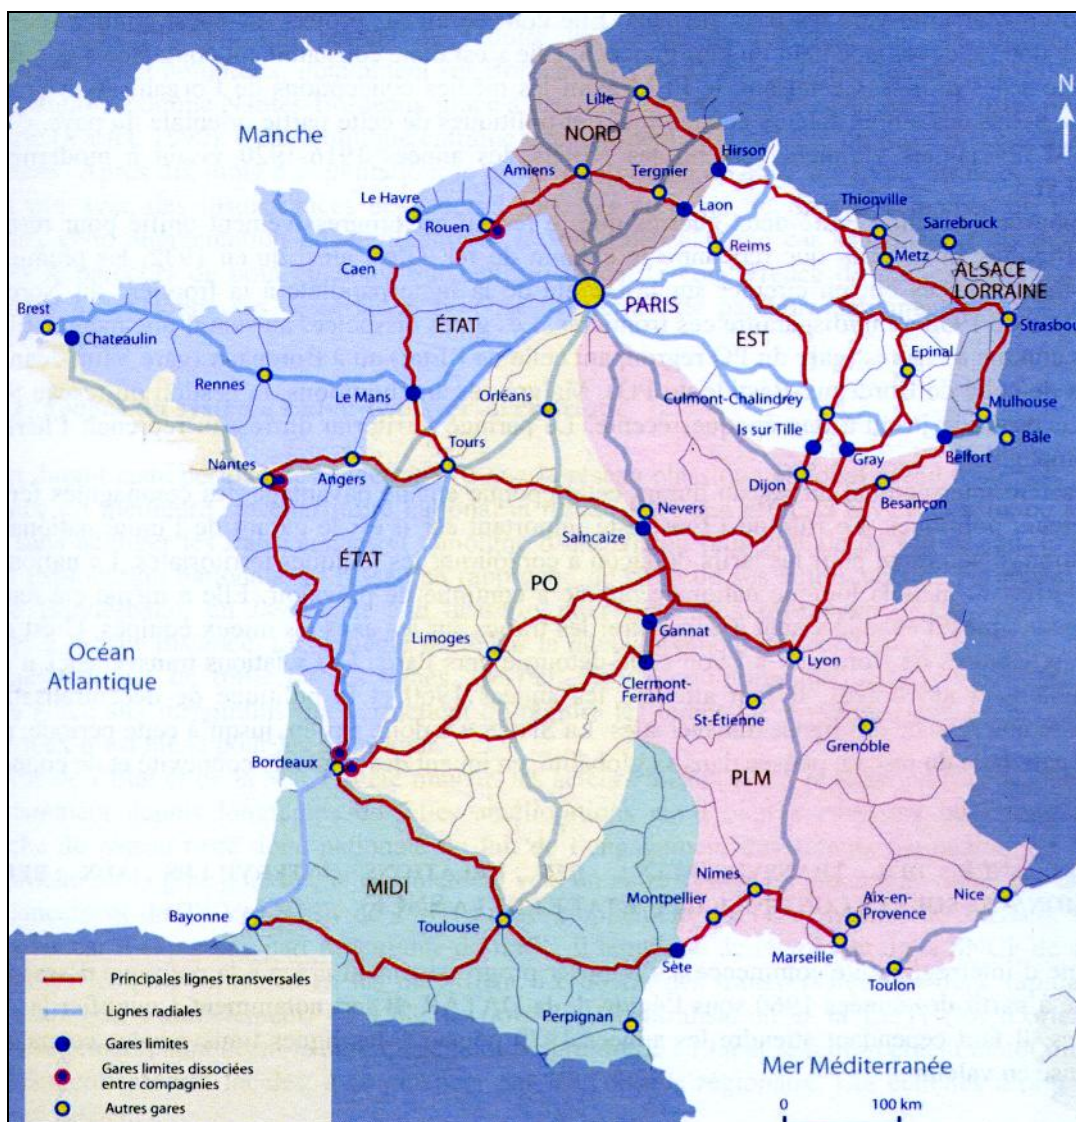 N
Manche
Lille
NORD
Hirson
Amiens
Tergnier
Laon
Thionville
Sarrebruck
Le Havre
Rouen
Reims
Metz
Caen
ALSACE
LORRAINE
PARIS
Brest
Chateaulin
ÉTAT
EST
Strasbou
Rennes
Epinal
Le Mans
Orléans
Culmont-Chalindrey
Mulhouse
Is sur Tille
Tours
Bâle
Nantes
Angers
Gray
Belfort
Dijon
Besançon
Nevers
Saincaize
ÉTAT
PO
Gannat
Limoges
Lyon
Océan
Atlantique
Clermont-
Ferrand
St-Étienne
Grenoble
Bordeaux
PLM
MIDI
Nîmes
Montpellier
Aix-en-
Provence
Nice
Bayonne
Toulouse
Marseille
Sète
Toulon
Perpignan
Principales lignes transversales
Lignes radiales
Gares limites
Gares limites dissociées
entre compagnies
Autres gares
Mer Méditerranée
0 100 km